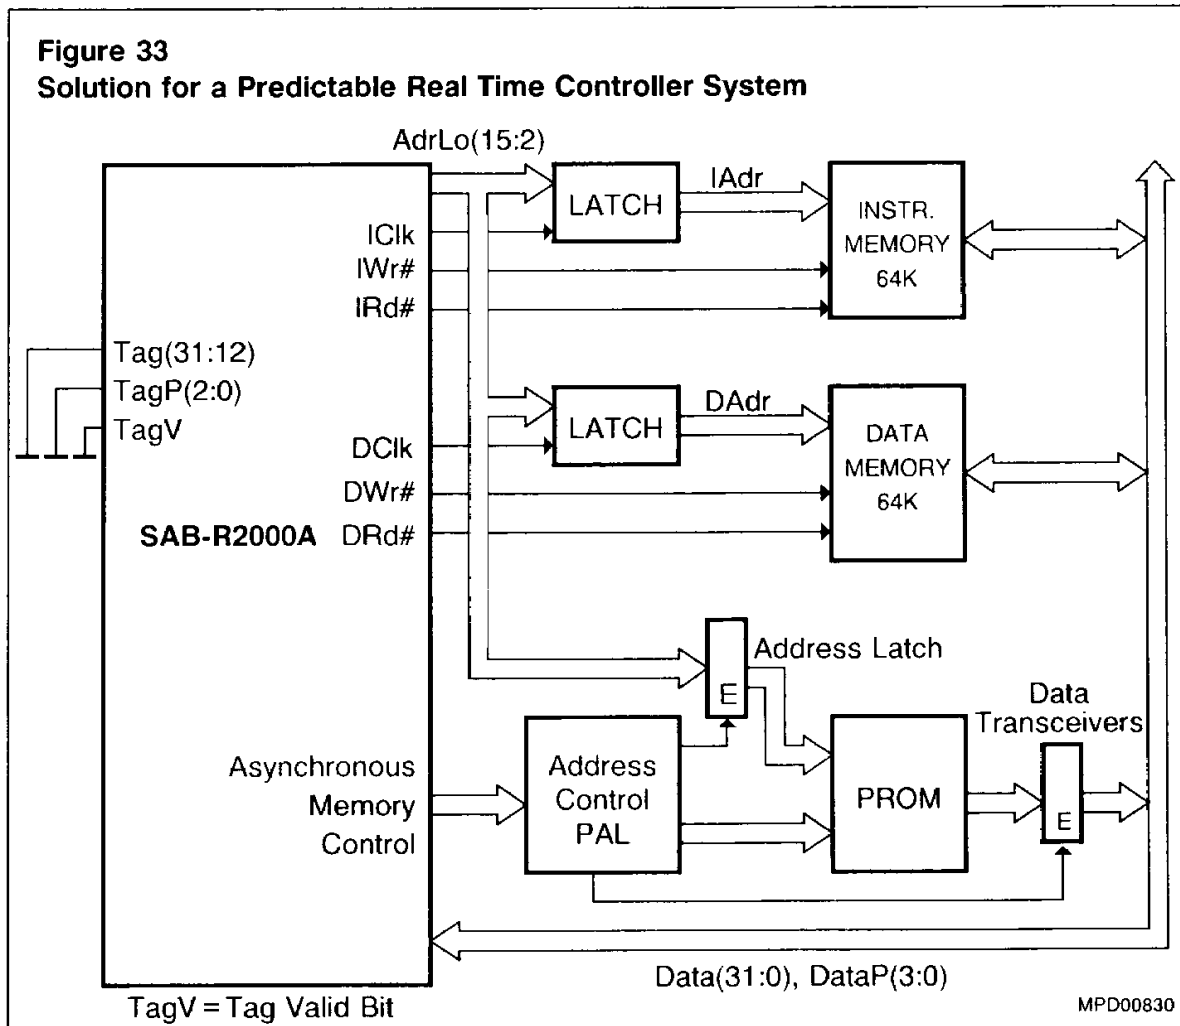 Figure 33
Solution for a Predictable Real Time Controller System
AdrLo(15:2)
LATCH
IAdr
INSTR.
MEMORY
64K
IClk
IWr#
IRd#
Tag(31:12)
TagP(2:0)
TagV
LATCH
DAdr
DATA
MEMORY
64K
DClk
DWr#
SAB-R2000A
DRd#
Address Latch
E
Data
Transceivers
Asynchronous
Memory
Control
Address
Control
PAL
PROM
E
Data(31:0), DataP(3:0)
TagV = Tag Valid Bit
MPD00830